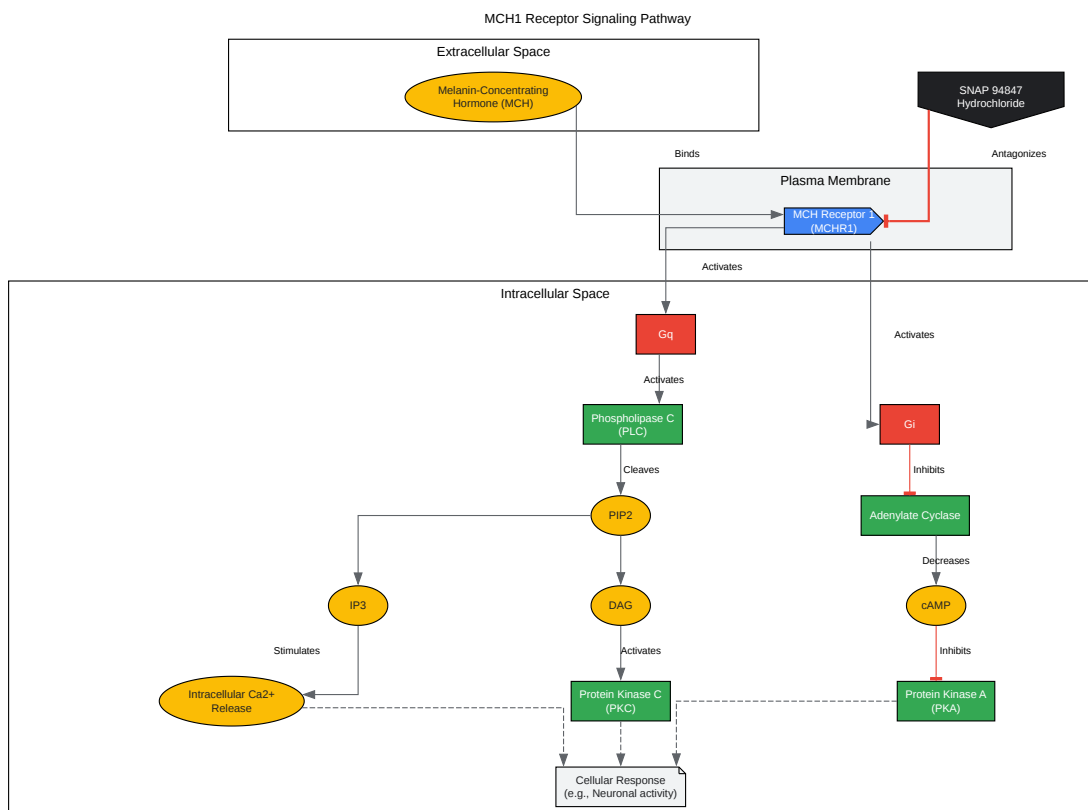 MCH1 Receptor Signaling Pathway
Extracellular Space
Melanin-Concentrating
Hormone (MCH)
SNAP 94847
Hydrochloride
Binds
Antagonizes
Plasma Membrane
MCH Receptor 1
(MCHR1)
Activates
Intracellular Space
Gq
Activates
Activates
Phospholipase C
(PLC)
Gi
Cleaves
Inhibits
PIP2
Adenylate Cyclase
Decreases
IP3
DAG
cAMP
Stimulates
Activates
Inhibits
Intracellular Ca2+
Release
Protein Kinase C
(PKC)
Protein Kinase A
(PKA)
Cellular Response
(e.g., Neuronal activity)